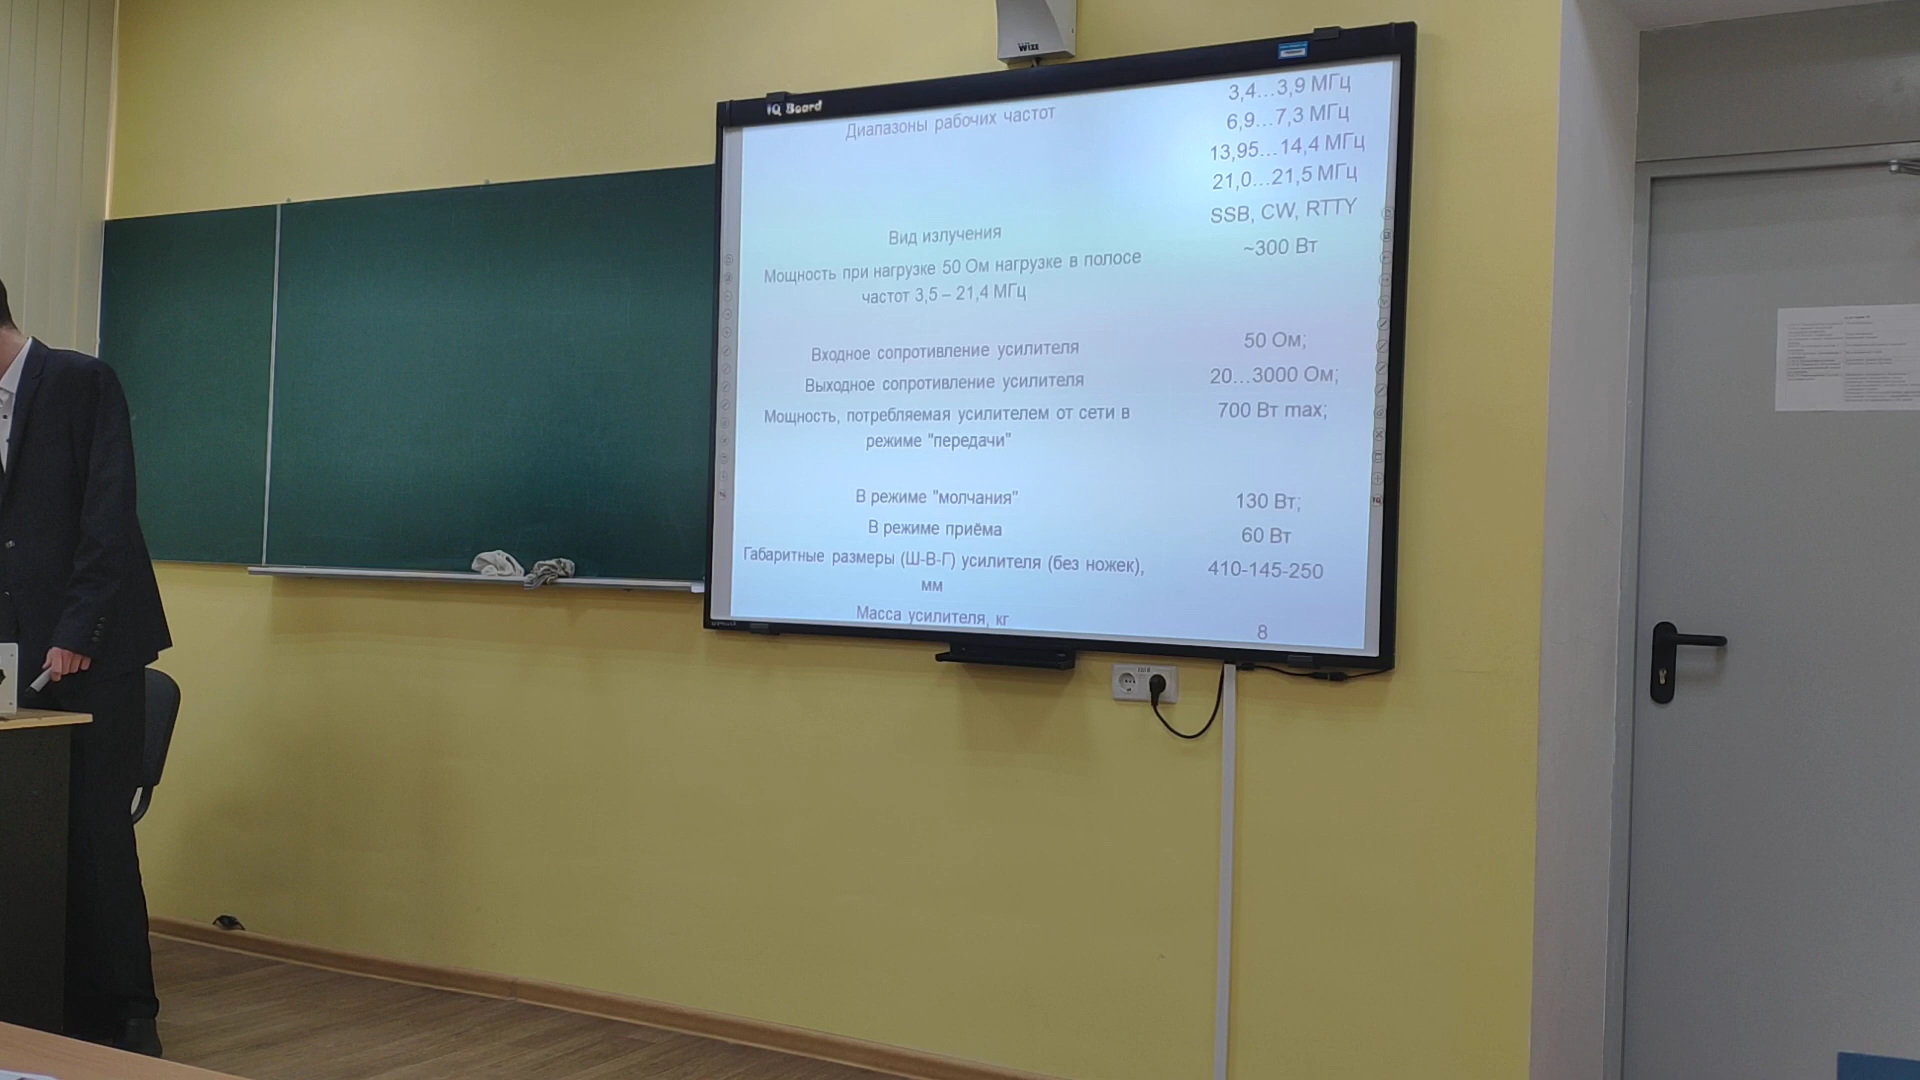 Wize
IQ Board
Диапазоны рабочих частот
3,4...3,9 МГц
6,9...7,3 МГц
13,95...14,4 МГц
21,0...21,5 МГц
Вид излучения
SSB, CW, RTTY
Мощность при нагрузке 50 Ом нагрузке в полосе
частот 3,5 – 21,4 МГц
~300 Вт
Входное сопротивление усилителя
50 Ом;
Выходное сопротивление усилителя
20...3000 Ом;
Мощность, потребляемая усилителем от сети в
режиме "передачи"
700 Вт max;
В режиме "молчания"
130 Вт;
В режиме приёма
60 Вт
Габаритные размеры (Ш-В-Г) усилителя (без ножек),
мм
410-145-250
Масса усилителя, кг
8